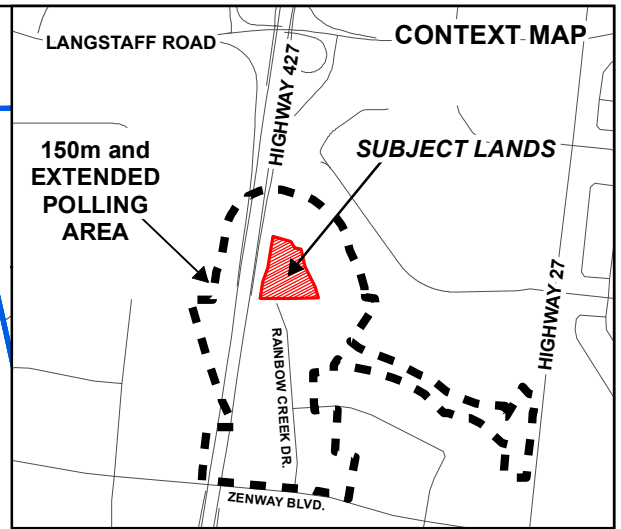 CONTEXT MAP
LANGSTAFF ROAD
HIGHWAY 427
150m and
EXTENDED
POLLING
AREA
SUBJECT LANDS
HIGHWAY 27
RAINBOW CREEK DR.
ZENWAY BLVD.